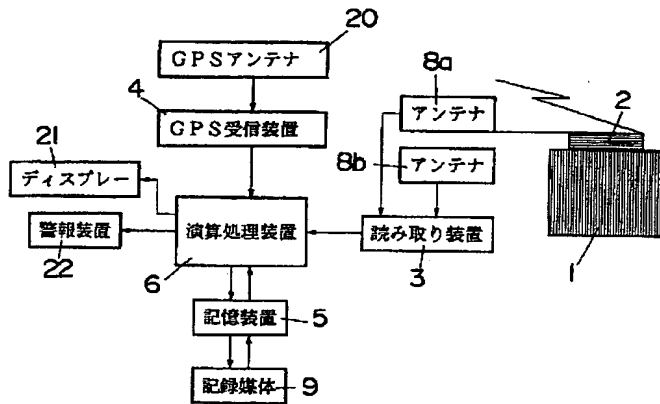 20
GPSアンテナ
8a
4
アンテナ
2
GPS受信装置
21
8b
アンテナ
ディスプレー
警報装置
演算処理装置
読み取り装置
22
6
3
1
記憶装置
5
記録媒体
9